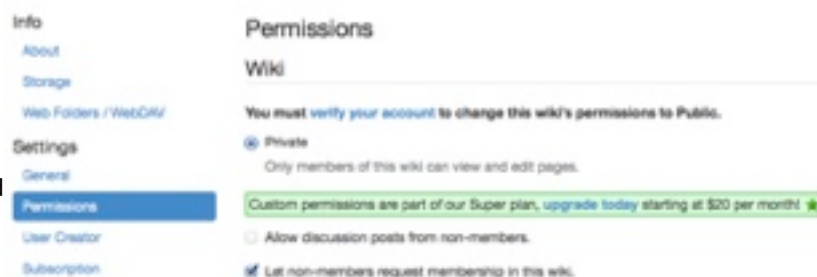 Info
About
Storage
Web Folders / WebDAV
Settings
General
Permissions
User Creator
Subscription
Permissions
Wiki
You must verify your account to change this wiki's permissions to Public.
Private
Only members of this wiki can view and edit pages.
Custom permissions are part of our Super plan, upgrade today starting at $20 per month!
Allow discussion posts from non-members.
Let non-members request membership in this wiki.